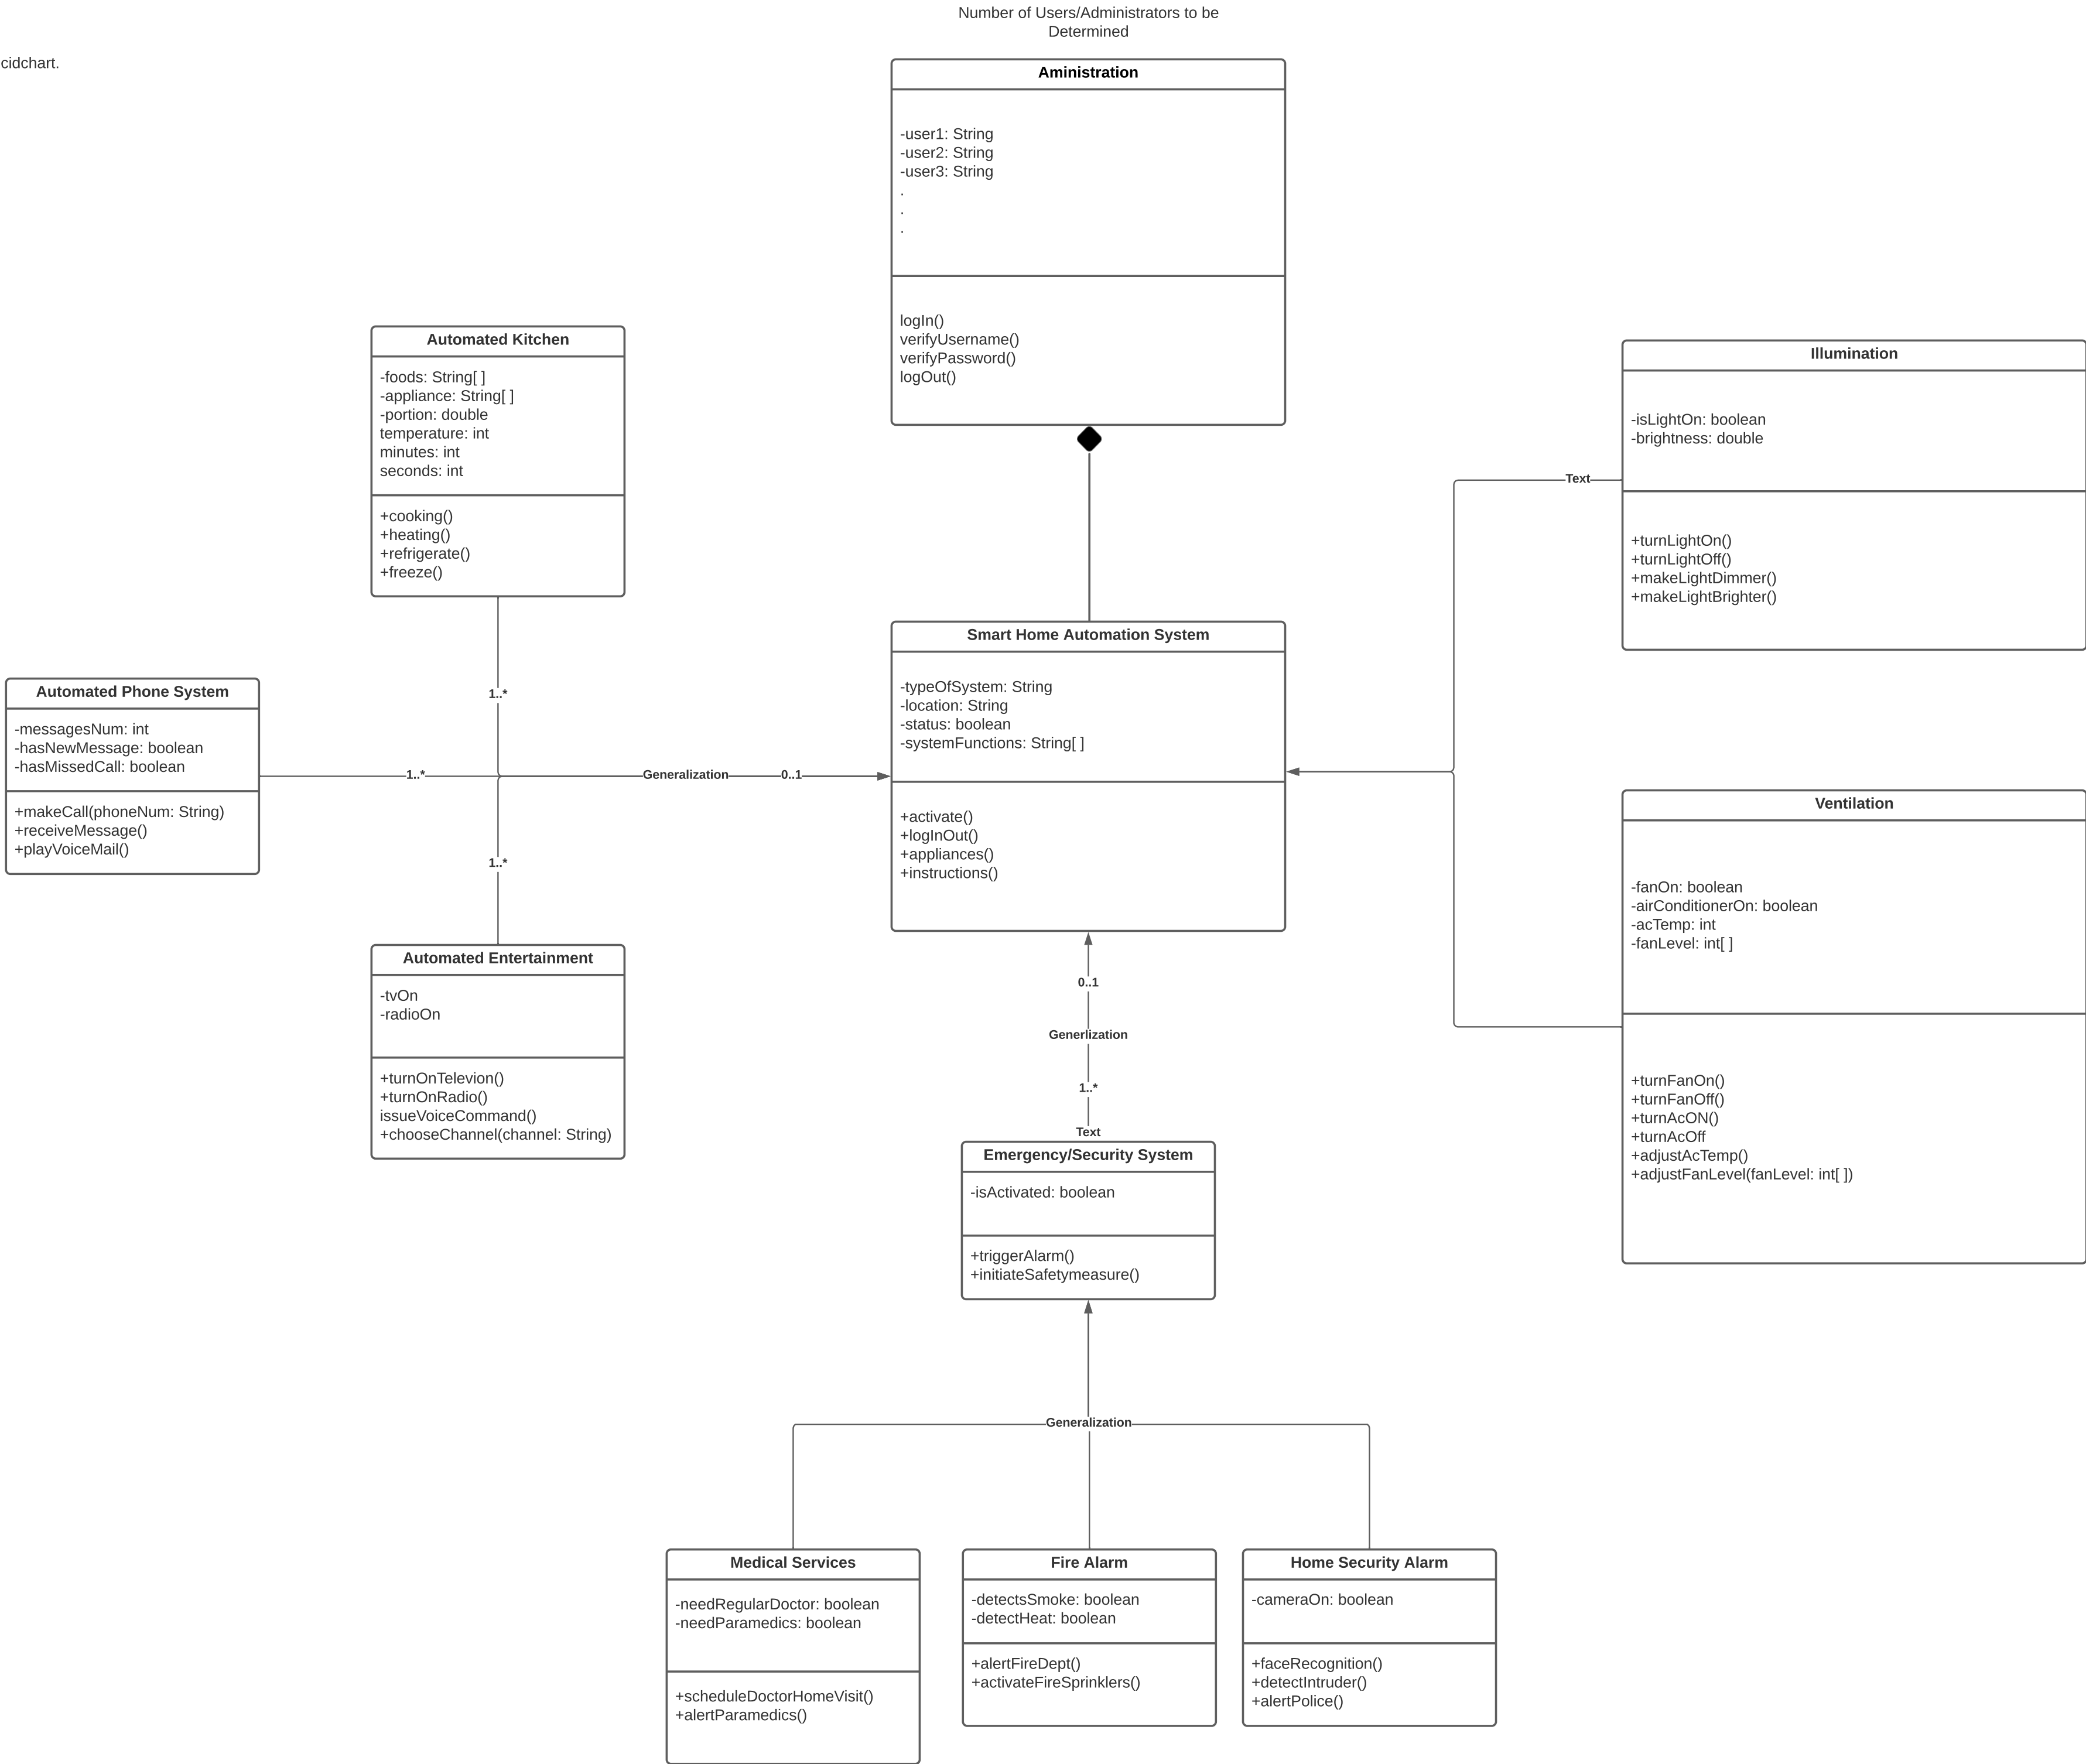 Number of Users/Administrators to be
Determined
cidchart.
Aministration
-user1: String
-user2: String
-user3: String
.
.
.
logIn()
verifyUsername()
verifyPassword()
logOut()
Automated Kitchen
-foods: String[ ]
-appliance: String[ ]
-portion: double
temperature: int
minutes: int
seconds: int
+cooking()
+heating()
+refrigerate()
+freeze()
Illumination
-isLightOn: boolean
-brightness: double
+turnLightOn()
+turnLightOff()
+makeLightDimmer()
+makeLightBrighter()
Text
Smart Home Automation System
-typeOfSystem: String
-location: String
-status: boolean
-systemFunctions: String[ ]
+activate()
+logInOut()
+appliances()
+instructions()
Automated Phone System
-messagesNum: int
-hasNewMessage: boolean
-hasMissedCall: boolean
+makeCall(phoneNum: String)
+receiveMessage()
+playVoiceMail()
1..*
1..*
Generalization
0..1
1..*
Ventilation
-fanOn: boolean
-airConditionerOn: boolean
-acTemp: int
-fanLevel: int[ ]
+turnFanOn()
+turnFanOff()
+turnAcON()
+turnAcOff
+adjustAcTemp()
+adjustFanLevel(fanLevel: int[ ])
Automated Entertainment
-tvOn
-radioOn
+turnOnTelevion()
+turnOnRadio()
issueVoiceCommand()
+chooseChannel(channel: String)
0..1
Generlization
1..*
Text
Emergency/Security System
-isActivated: boolean
+triggerAlarm()
+initiateSafetymeasure()
Generalization
Medical Services
-needRegularDoctor: boolean
-needParamedics: boolean
+scheduleDoctorHomeVisit()
+alertParamedics()
Fire Alarm
-detectsSmoke: boolean
-detectHeat: boolean
+alertFireDept()
+activateFireSprinklers()
Home Security Alarm
-cameraOn: boolean
+faceRecognition()
+detectIntruder()
+alertPolice()